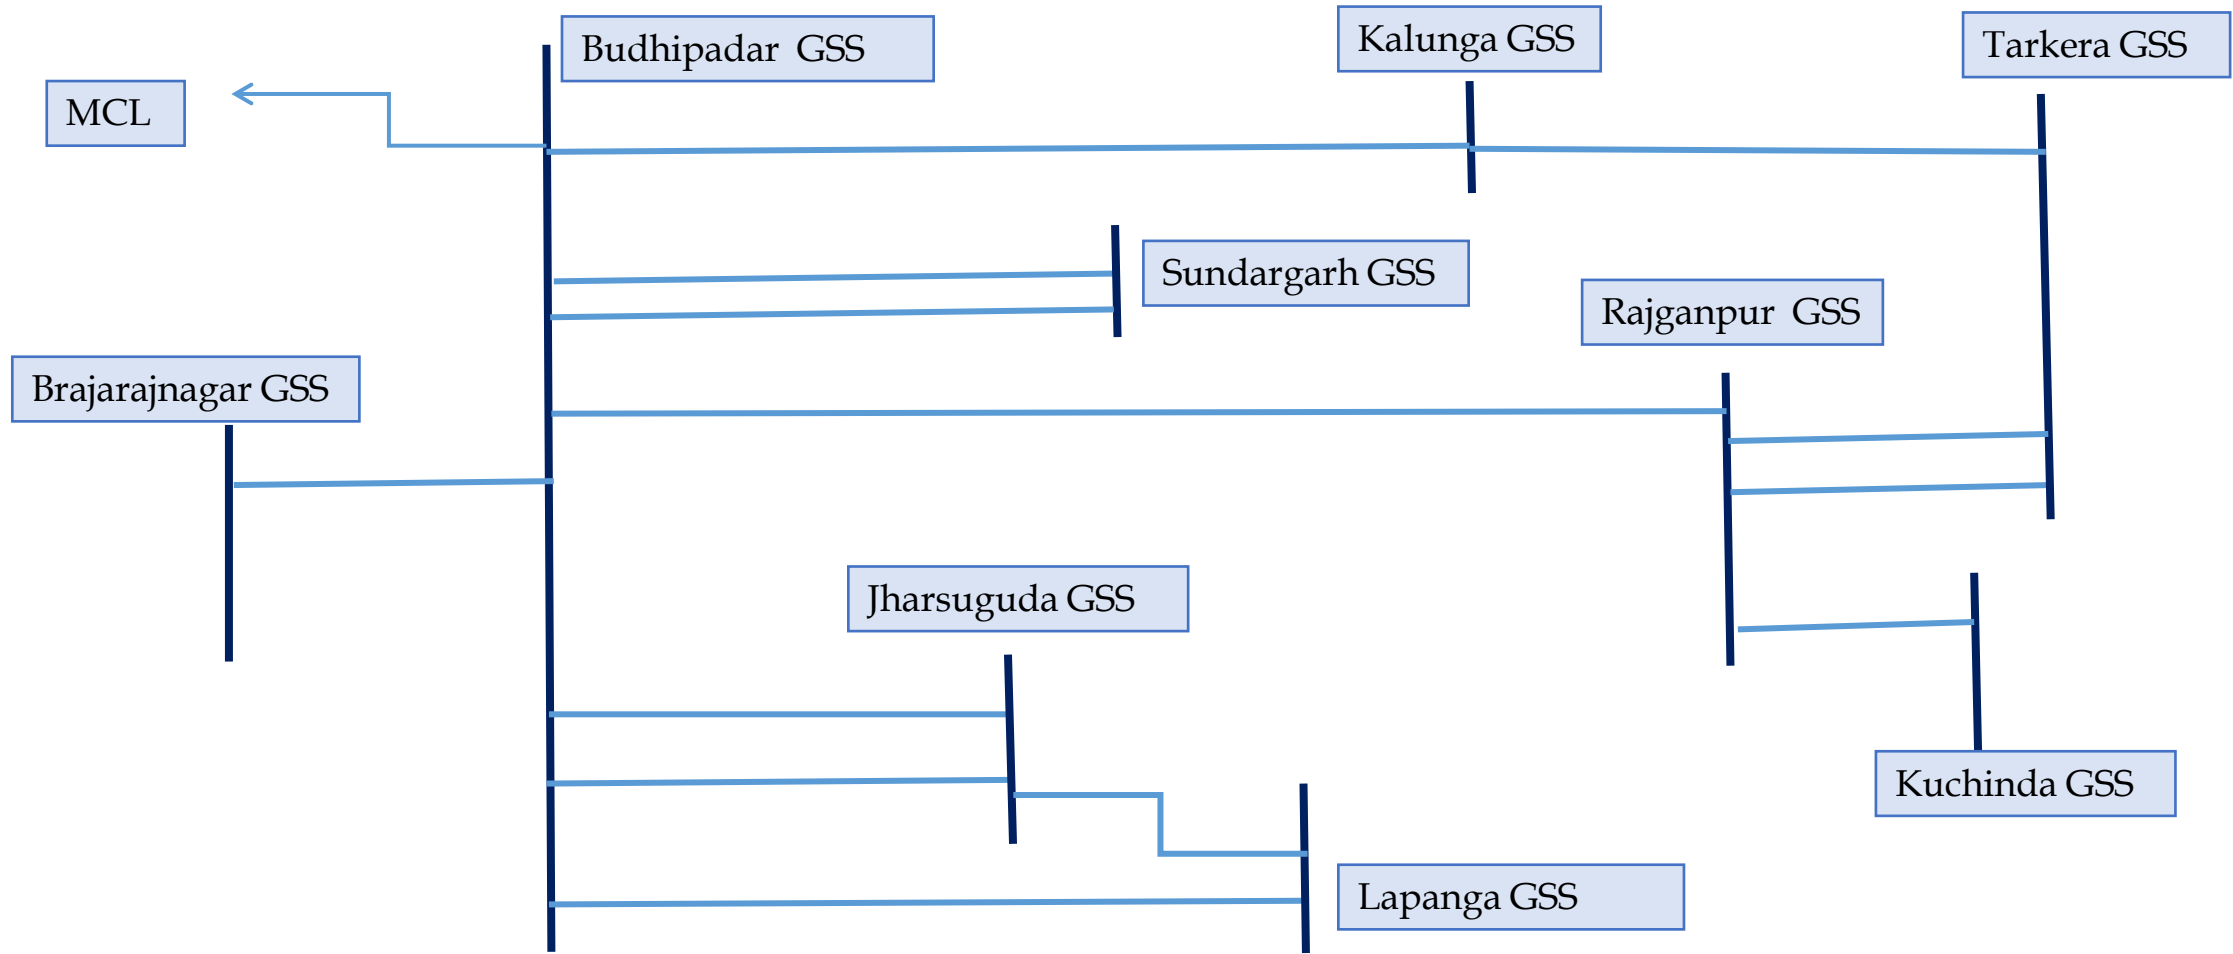 Budhipadar GSS
Kalunga GSS
Tarkera GSS
MCL
Sundargarh GSS
Rajganpur GSS
Brajarajnagar GSS
Jharsuguda GSS
Kuchinda GSS
Lapanga GSS